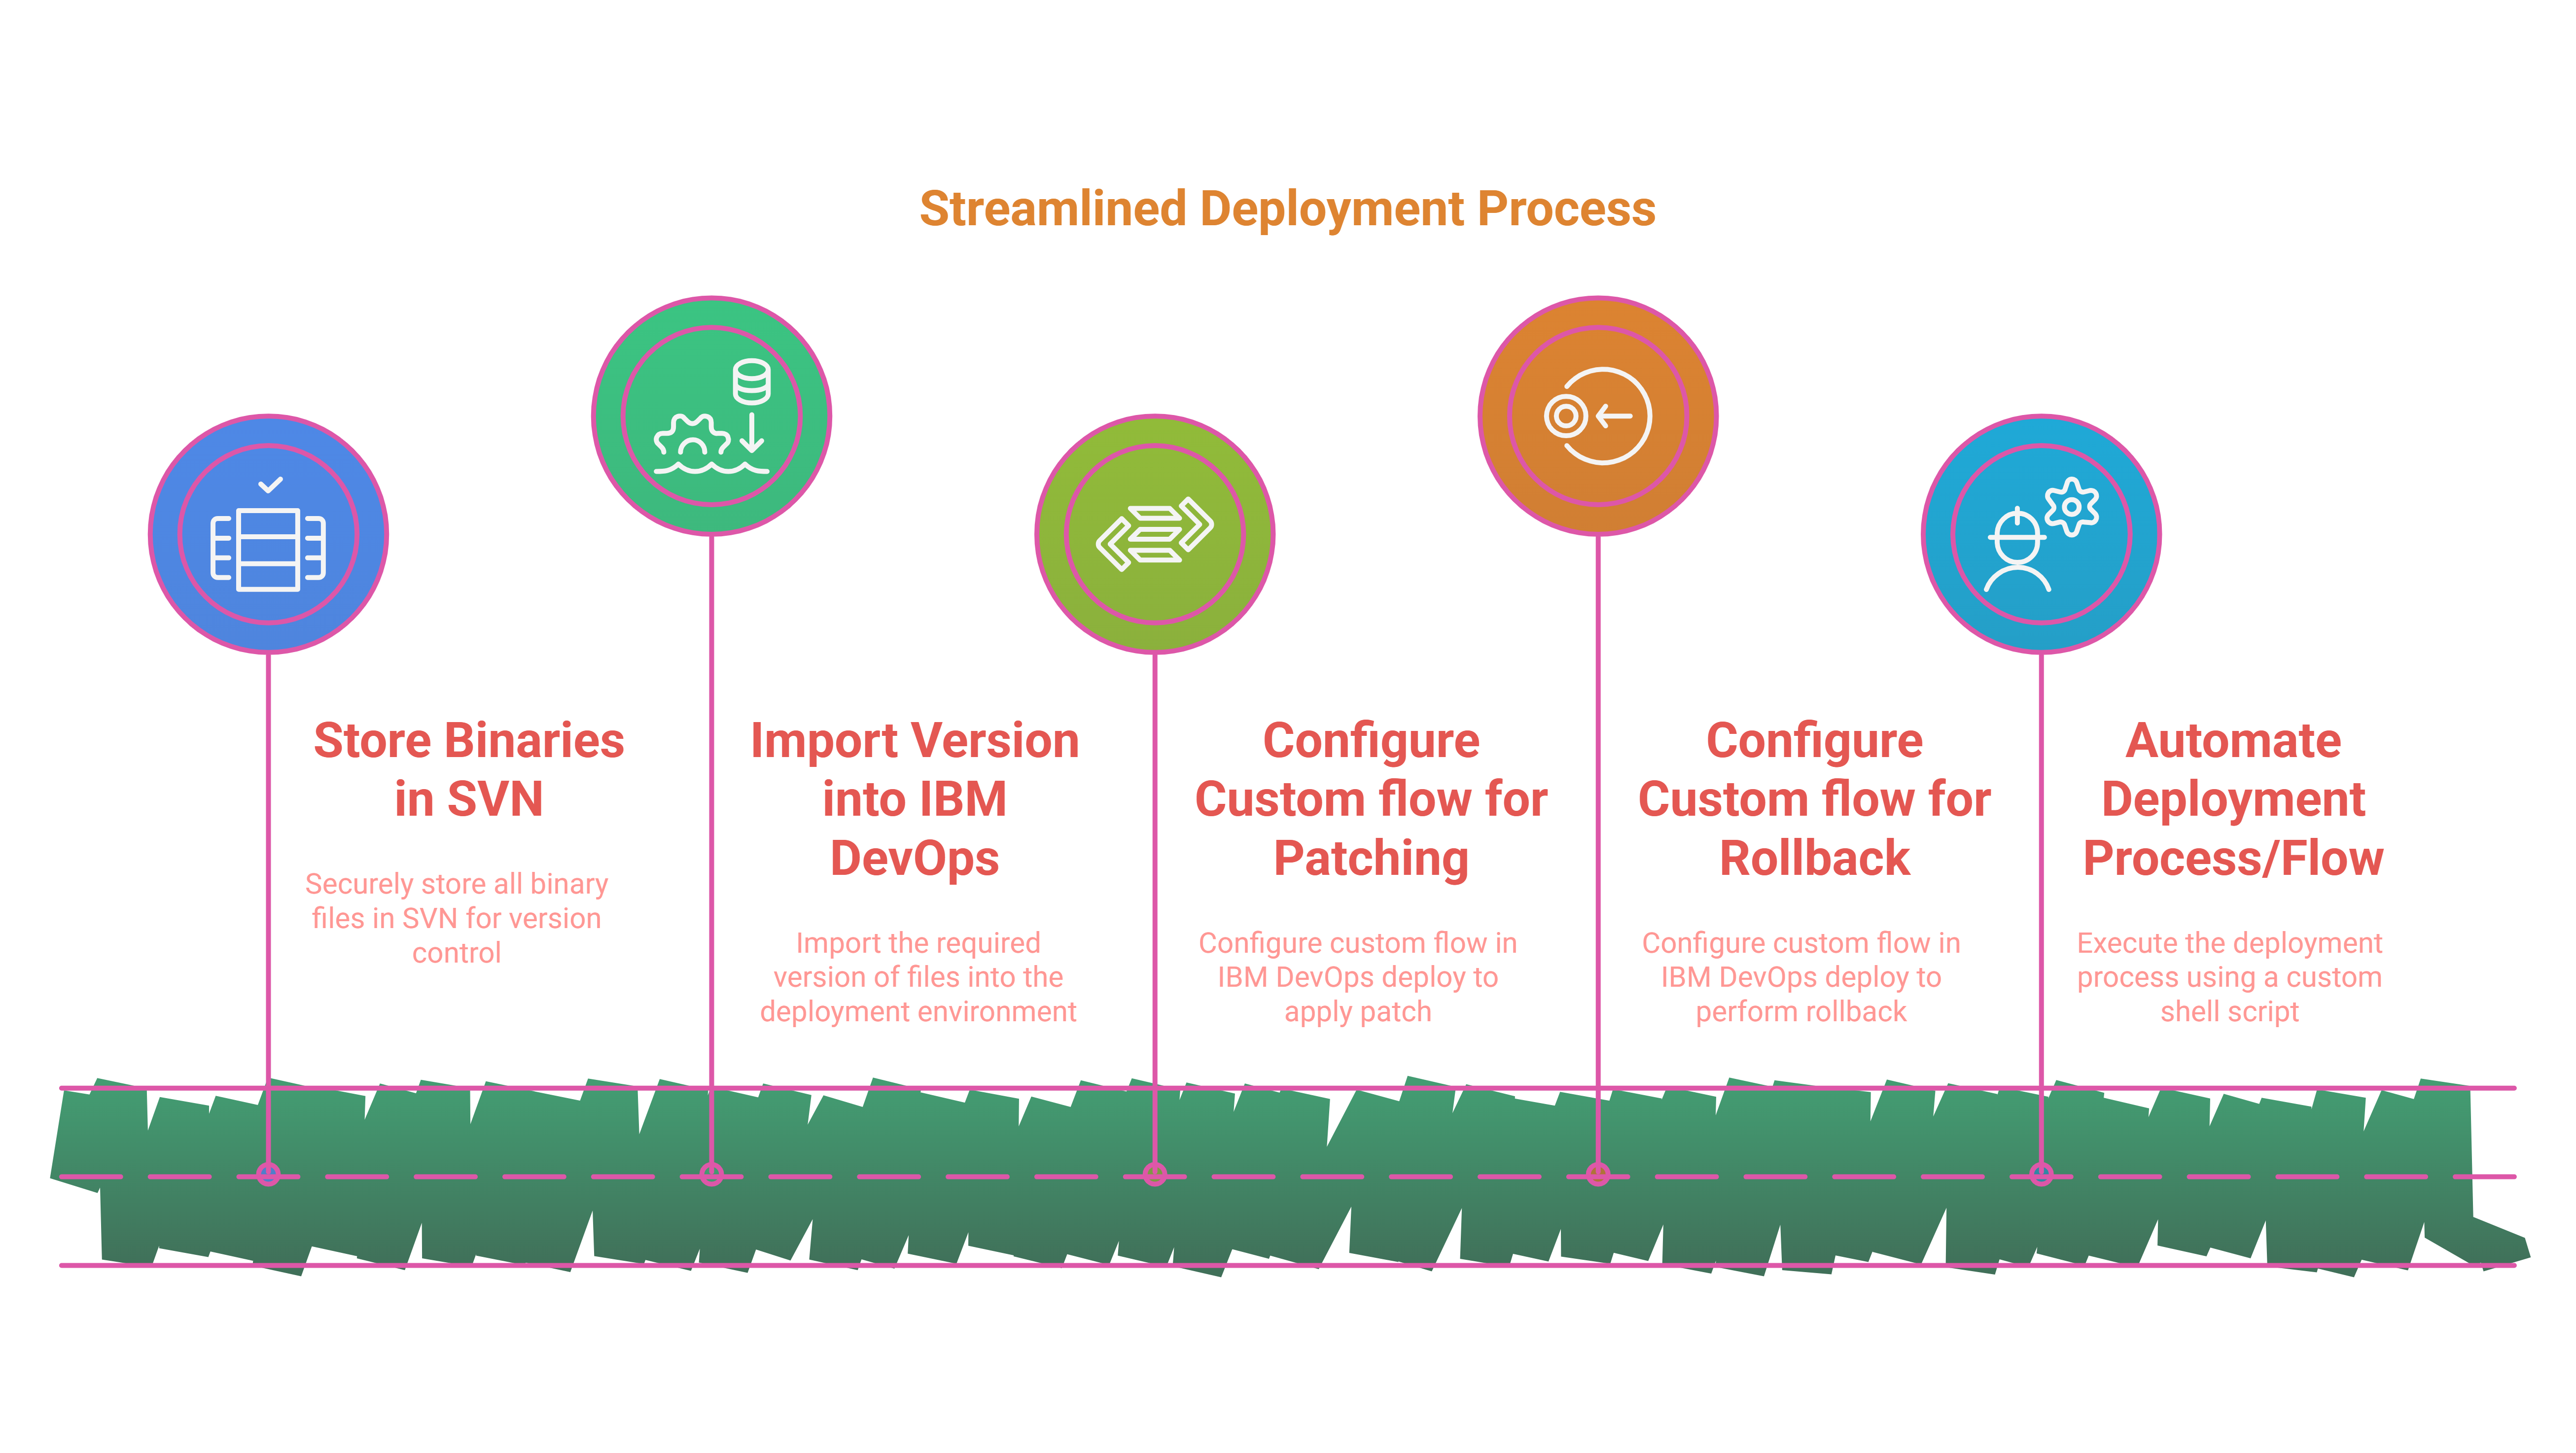 Streamlined Deployment Process
Store Binaries
in SVN
Securely store all binary
files in SVN for version
control
Import Version
into IBM
DevOps
Import the required
version of files into the
deployment environment
Configure
Custom flow for
Patching
Configure custom flow in
IBM DevOps deploy to
apply patch
Configure
Custom flow for
Rollback
Configure custom flow in
IBM DevOps deploy to
perform rollback
Automate
Deployment
Process/Flow
Execute the deployment
process using a custom
shell script